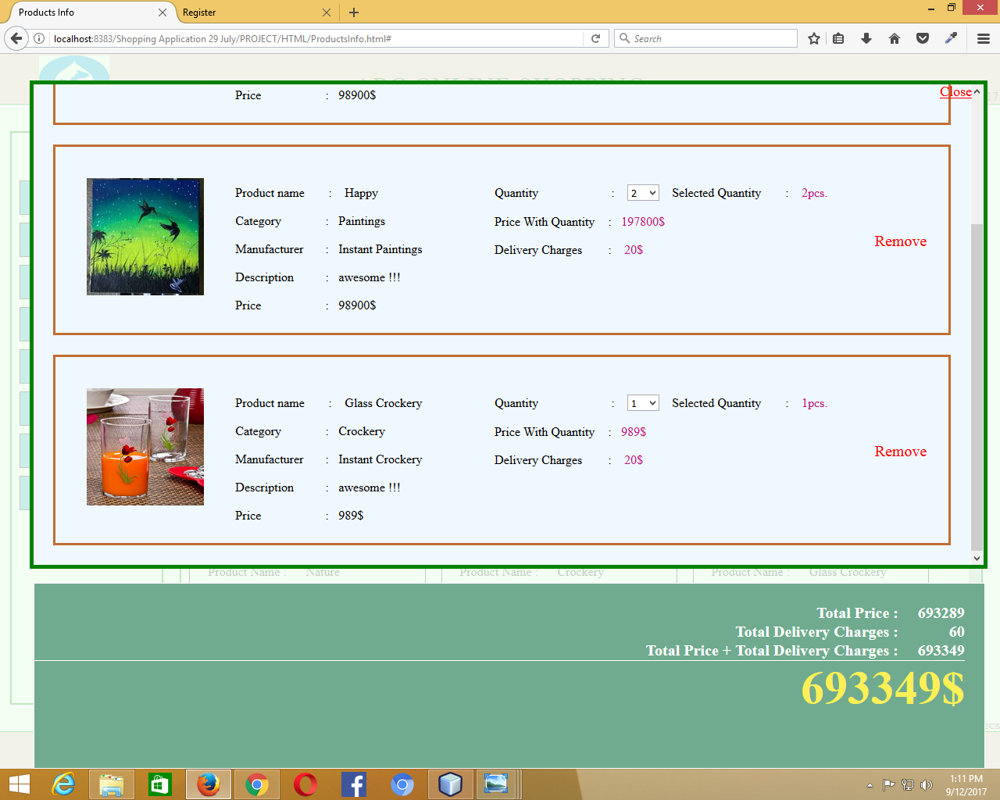 Products Info
Register
localhost:8383/Shopping Application 29 July/PROJECT/HTML/ProductsInfo.html#
Search
ABC ONLINE SHOPPING
Close
Price : 98900$
Product name : Happy Quantity : 2 Selected Quantity : 2pcs.
Category : Paintings Price With Quantity : 197800$
Manufacturer : Instant Paintings Delivery Charges : 20$
Remove
Description : awesome !!!
Price : 98900$
Product name : Glass Crockery Quantity : 1 Selected Quantity : 1pcs.
Category : Crockery Price With Quantity : 989$
Manufacturer : Instant Crockery Delivery Charges : 20$
Remove
Description : awesome !!!
Price : 989$
Product Name : Nature Product Name : Crockery Product Name : Glass Crockery
Total Price : 693289
Total Delivery Charges : 60
Total Price + Total Delivery Charges : 693349
693349$
1:11 PM
9/12/2017